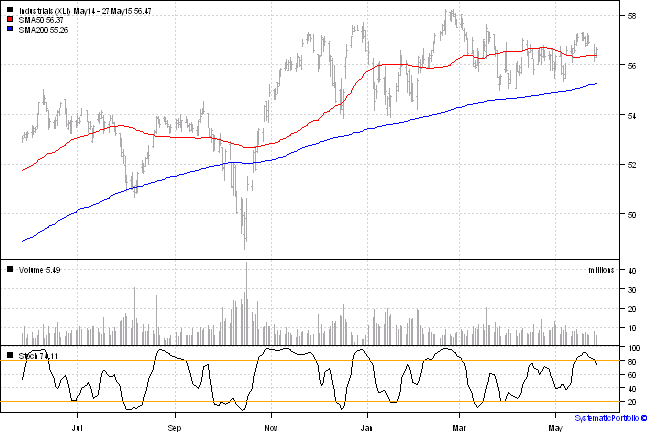 Industrials (XLI) May14 - 27May15 56.47
SMA50 56.37
SMA200 55.26
58
56
54
52
50
Volume 5.49
millions
40
30
20
10
Stoch 74.11
100
80
60
40
20
Jul
Sep
Nov
Jan
Mar
May
SystematicPortfolio ©